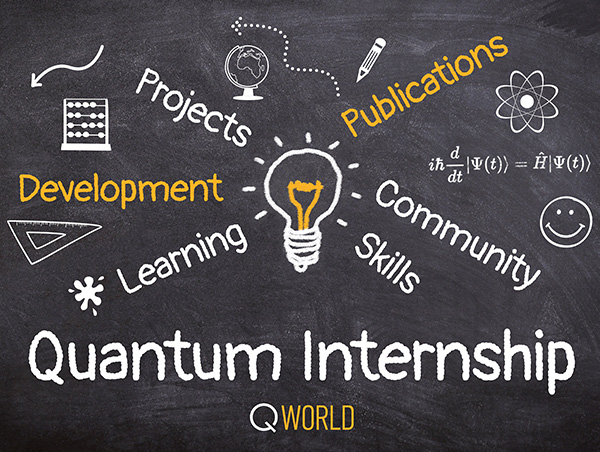 Projects
Publications
iħ d/dt |Ψ(t)⟩ = Ĥ|Ψ(t)⟩
Development
Community
Learning
Skills
Quantum Internship
QWORLD